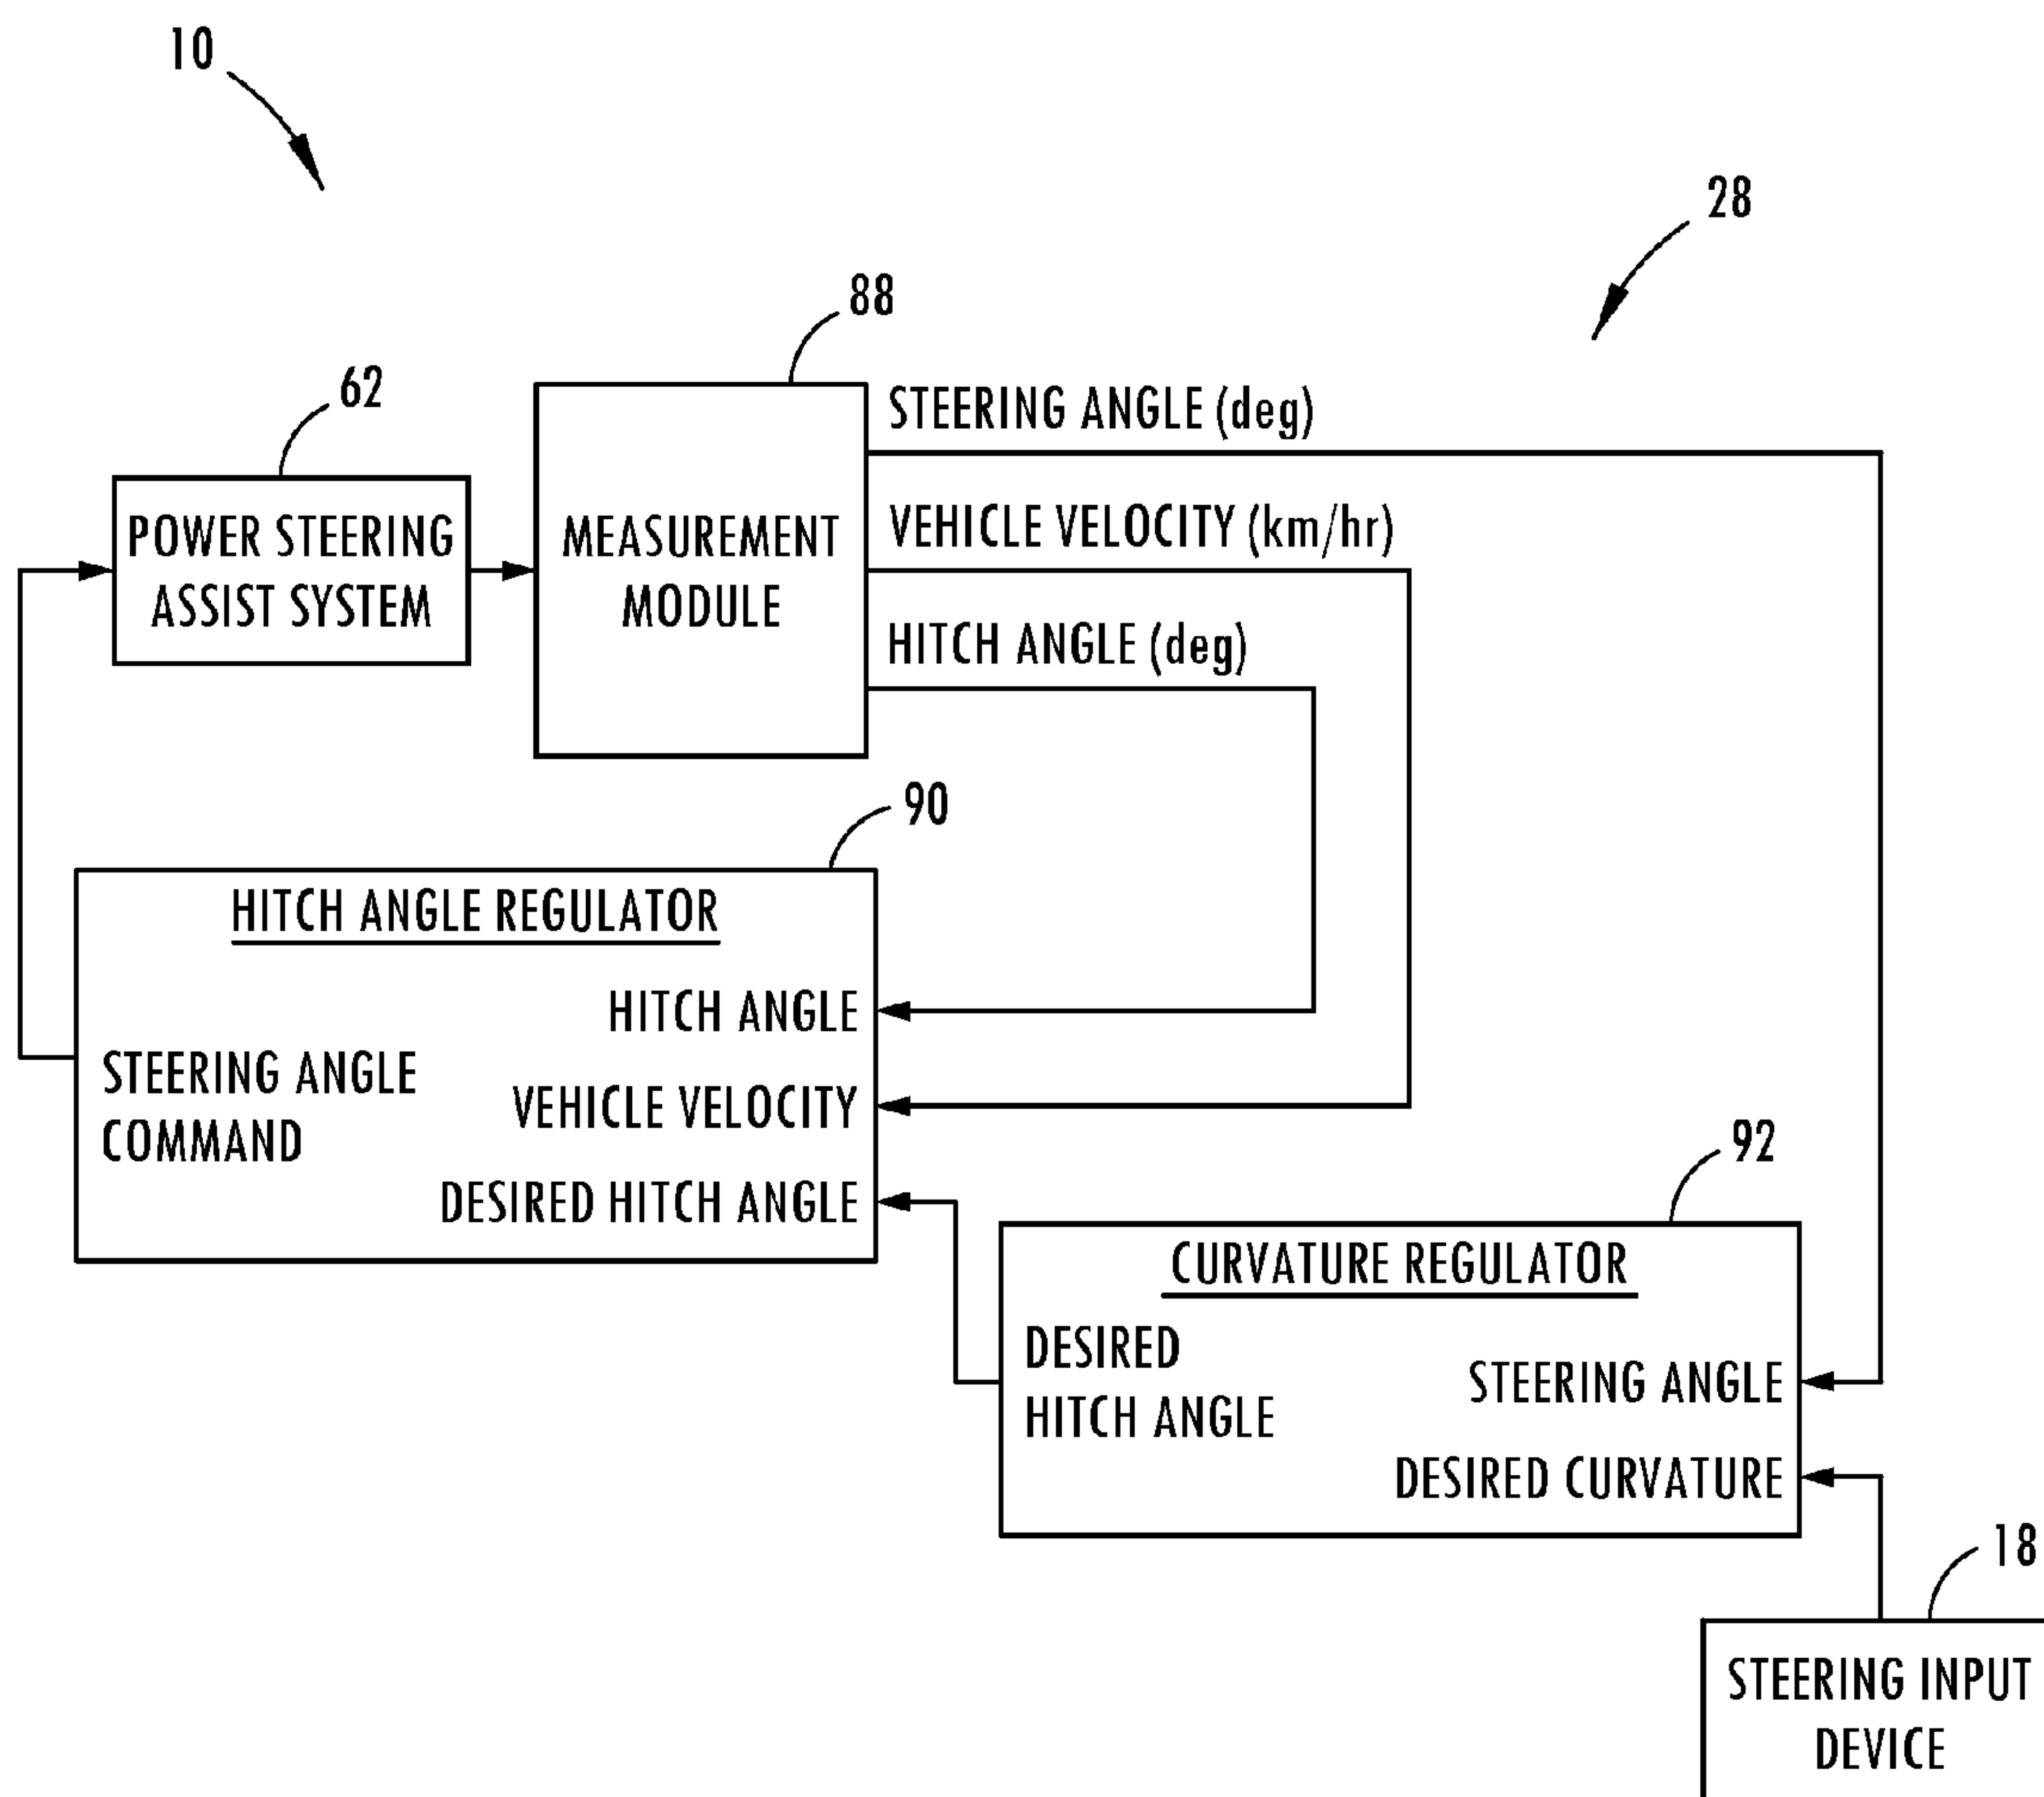 10
28
88
62
STEERING ANGLE (deg)
VEHICLE VELOCITY (km/hr)
HITCH ANGLE (deg)
POWER STEERING
ASSIST SYSTEM
MEASUREMENT
MODULE
90
HITCH ANGLE REGULATOR
HITCH ANGLE
STEERING ANGLE
COMMAND
VEHICLE VELOCITY
DESIRED HITCH ANGLE
92
CURVATURE REGULATOR
DESIRED
HITCH ANGLE
STEERING ANGLE
DESIRED CURVATURE
18
STEERING INPUT
DEVICE